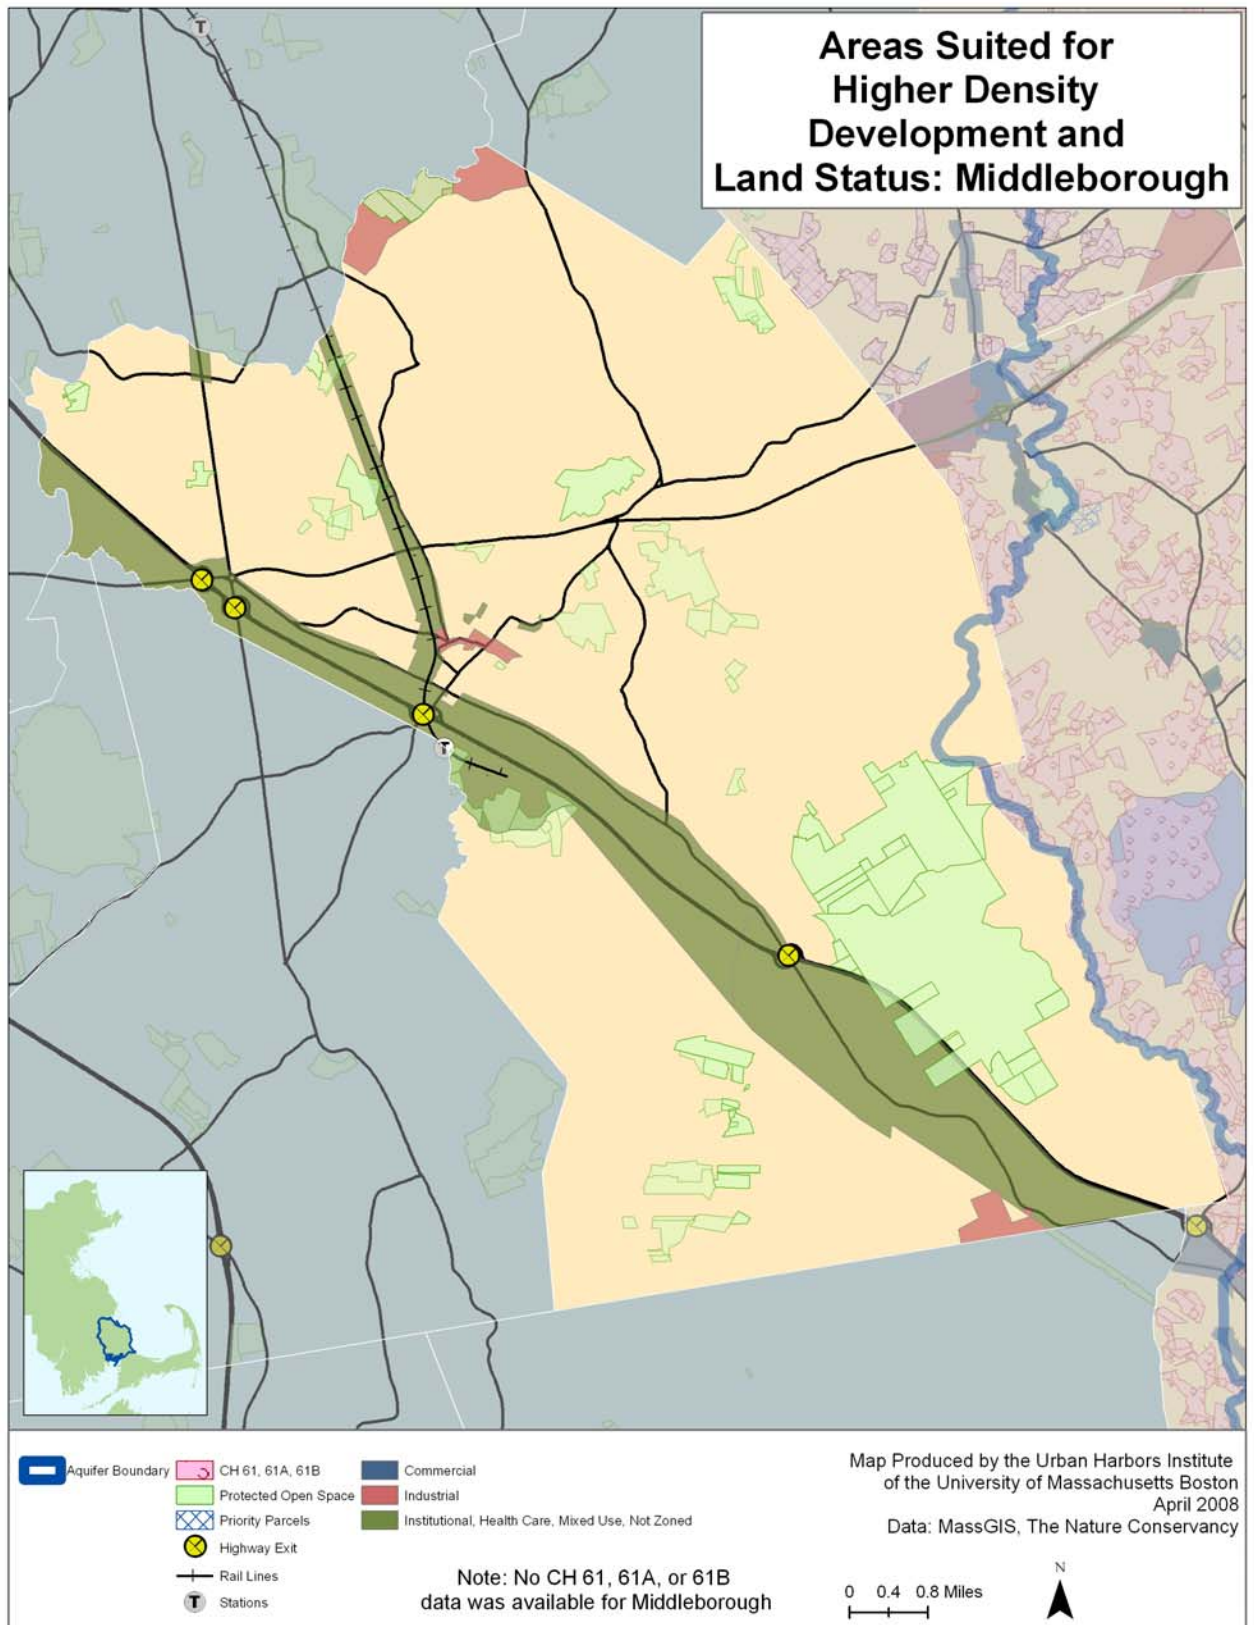 Areas Suited for
Higher Density
Development and
Land Status: Middleborough
T
T
Aquifer Boundary
CH 61, 61A, 61B
Protected Open Space
Priority Parcels
Highway Exit
Rail Lines
T Stations
Commercial
Industrial
Institutional, Health Care, Mixed Use, Not Zoned
Note: No CH 61, 61A, or 61B
data was available for Middleborough
Map Produced by the Urban Harbors Institute
of the University of Massachusetts Boston
April 2008
Data: MassGIS, The Nature Conservancy
0 0.4 0.8 Miles
N